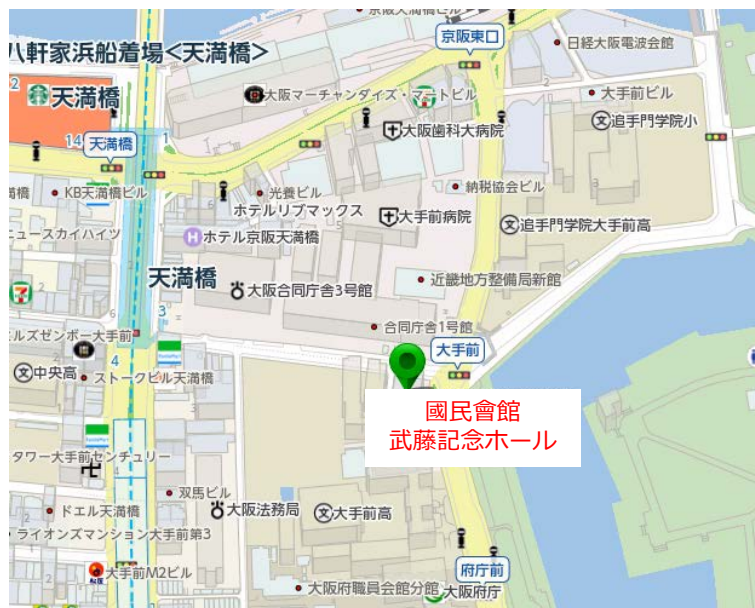 京阪東口
日経大阪電波会館
八軒家浜船着場<天満橋>
2
天満橋
大阪マーチャンダイズ・マートビル
大手前ビル
追手門学院小
大阪歯科大病院
14
天満橋
1
KB天満橋ビル
光養ビル
納税協会ビル
ホテルリブマックス
大手前病院
追手門学院大手前高
ニュースカイハイツ
ホテル京阪天満橋
天満橋
大阪合同庁舎3号館
近畿地方整備局新館
3
合同庁舎1号館
ルズゼンボー大手前
大手前
4
中央高
ストークビル天満橋
FamilyMart
國民會館
武藤記念ホール
タワー大手前センチュリー
双馬ビル
ドエル天満橋
大阪法務局
大手前高
ライオンズマンション大手前第3
大手前M2ビル
府庁前
大阪府職員会館分館
大阪府庁